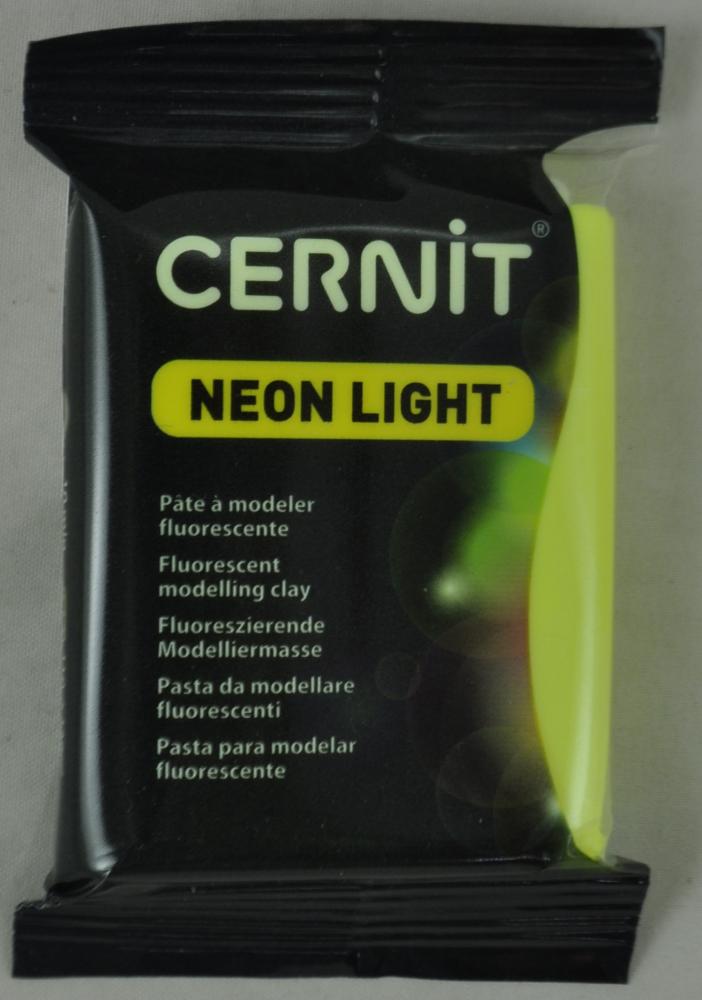 CERNiT®
NEON LIGHT
Pâte à modeler
fluorescente
Fluorescent
modelling clay
Fluoreszierende
Modelliermasse
Pasta da modellare
fluorescenti
Pasta para modelar
fluorescente